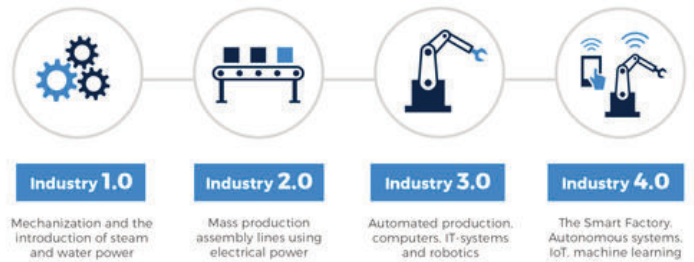 Industry 1.0
Mechanization and the
introduction of steam
and water power
Industry 2.0
Mass production
assembly lines using
electrical power
Industry 3.0
Automated production,
computers, IT-systems
and robotics
Industry 4.0
The Smart Factory.
Autonomous systems,
IoT, machine learning